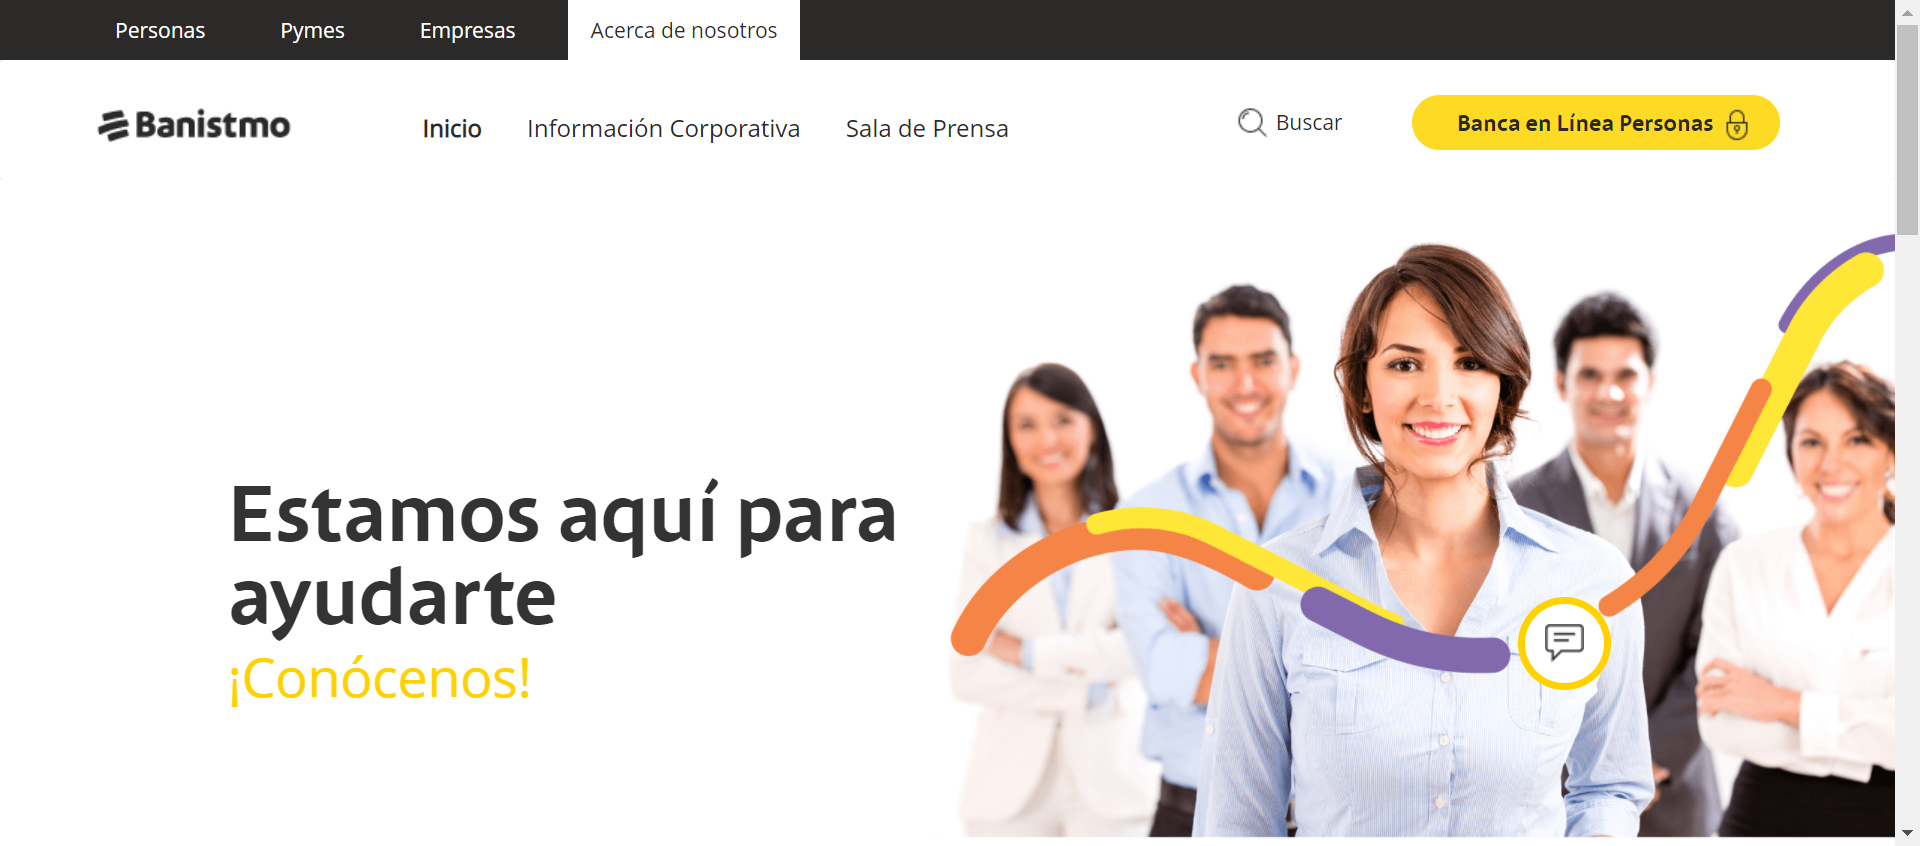 Personas Pymes Empresas Acerca de nosotros
Banistmo Inicio Información Corporativa Sala de Prensa Buscar Banca en Línea Personas
Estamos aquí para
ayudarte
¡Conócenos!